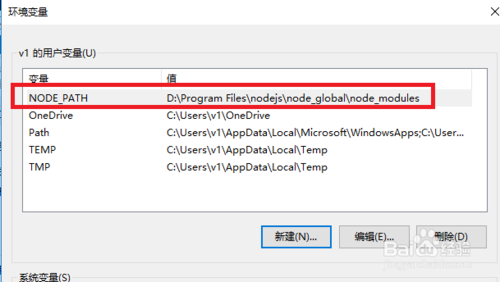 环境变量
v1 的用户变量(U)
变量 值
NODE_PATH D:\Program Files\nodejs\node_global\node_modules
OneDrive C:\Users\v1\OneDrive
Path C:\Users\v1\AppData\Local\Microsoft\WindowsApps;C:\User...
TEMP C:\Users\v1\AppData\Local\Temp
TMP C:\Users\v1\AppData\Local\Temp
新建(N)... 编辑(E)... 删除(D)
系统变量(S)